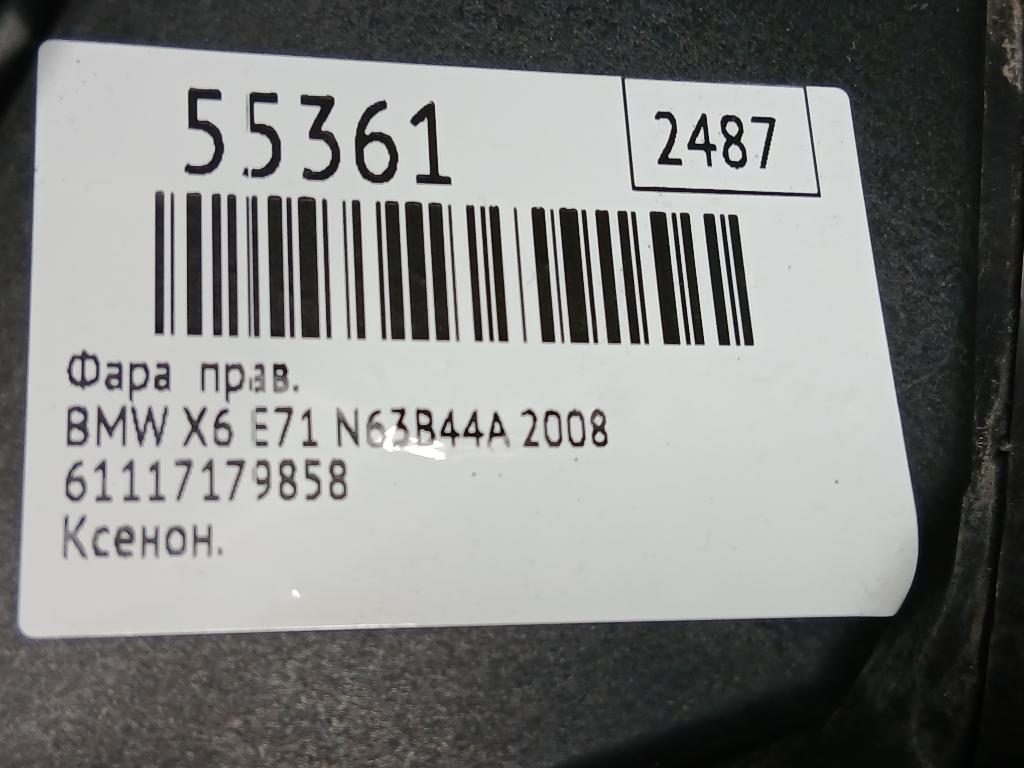 55361
2487
Фара прав.
BMW X6 E71 N63B44A 2008
61117179858
Ксенон.